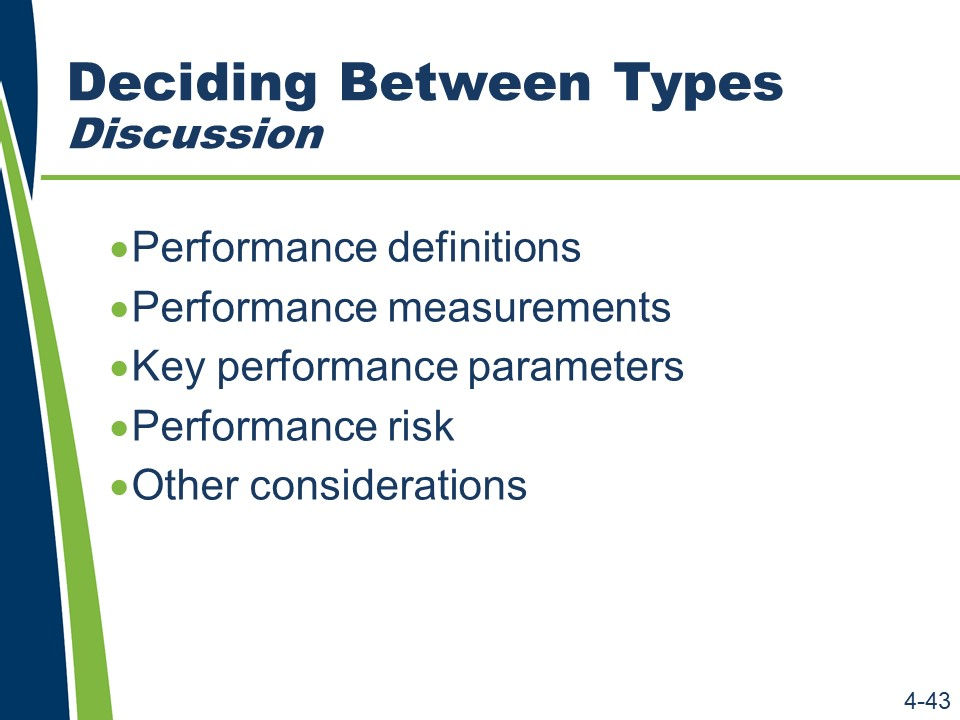 Deciding Between Types
Discussion
•Performance definitions
•Performance measurements
•Key performance parameters
•Performance risk
•Other considerations
4-43